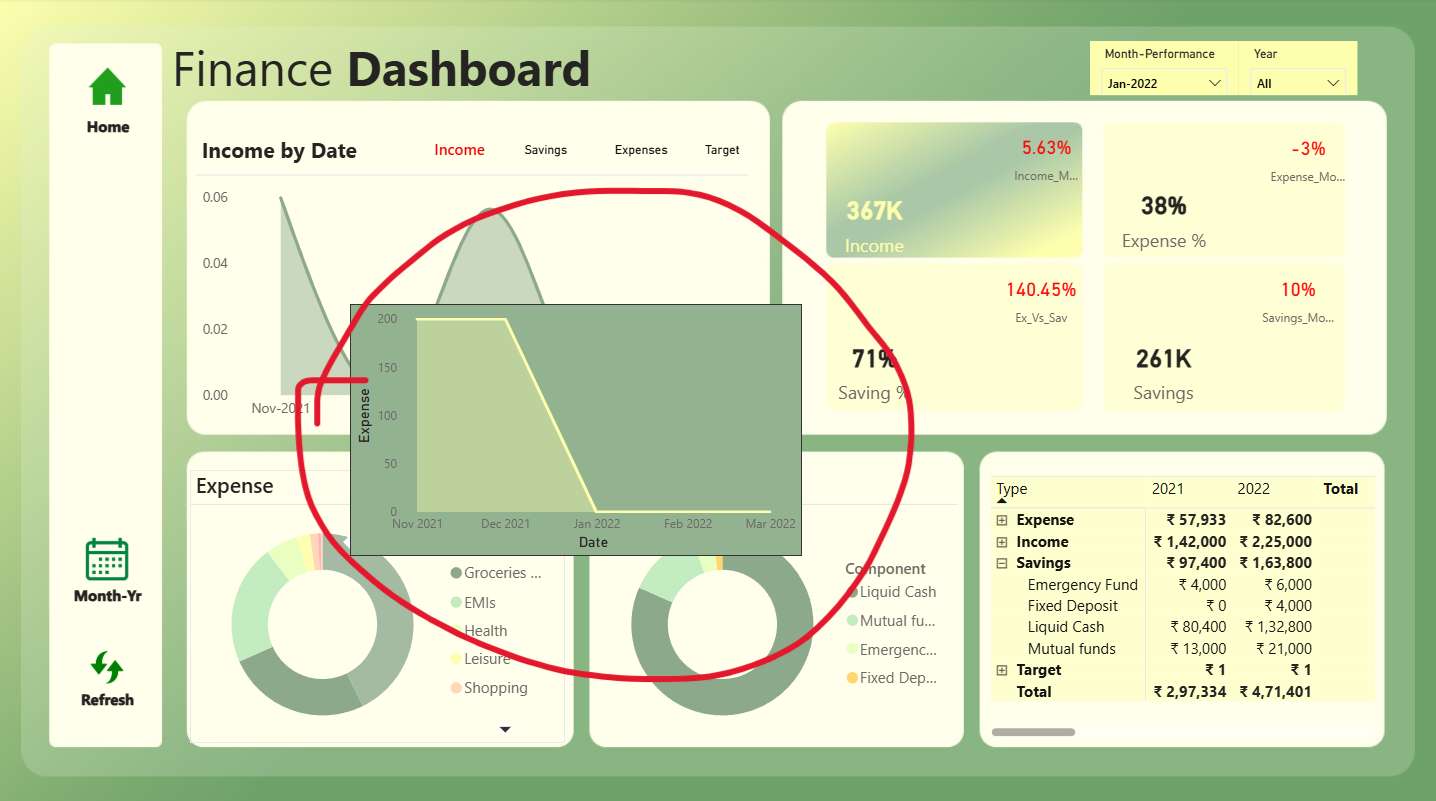 Finance Dashboard
Month-Performance
Year
Jan-2022
All
Home
Income by Date
Income
Savings
Expenses
Target
0.06
0.04
0.02
0.00
Nov-2021
5.63%
Income_M...
367K
Income
-3%
Expense_Mo...
38%
Expense %
140.45%
Ex_Vs_Sav
71%
Saving %
10%
Savings_Mo...
261K
Savings
200
150
100
50
0
Expense
Nov 2021 Dec 2021 Jan 2022 Feb 2022 Mar 2022
Date
Expense
Groceries ...
EMIs
Health
Leisure
Shopping
Component
Liquid Cash
Mutual fu...
Emergenc...
Fixed Dep...
Type 2021 2022 Total
Expense ₹ 57,933 ₹ 82,600
Income ₹ 1,42,000 ₹ 2,25,000
Savings ₹ 97,400 ₹ 1,63,800
Emergency Fund ₹ 4,000 ₹ 6,000
Fixed Deposit ₹ 0 ₹ 4,000
Liquid Cash ₹ 80,400 ₹ 1,32,800
Mutual funds ₹ 13,000 ₹ 21,000
Target ₹ 1 ₹ 1
Total ₹ 2,97,334 ₹ 4,71,401
Month-Yr
Refresh